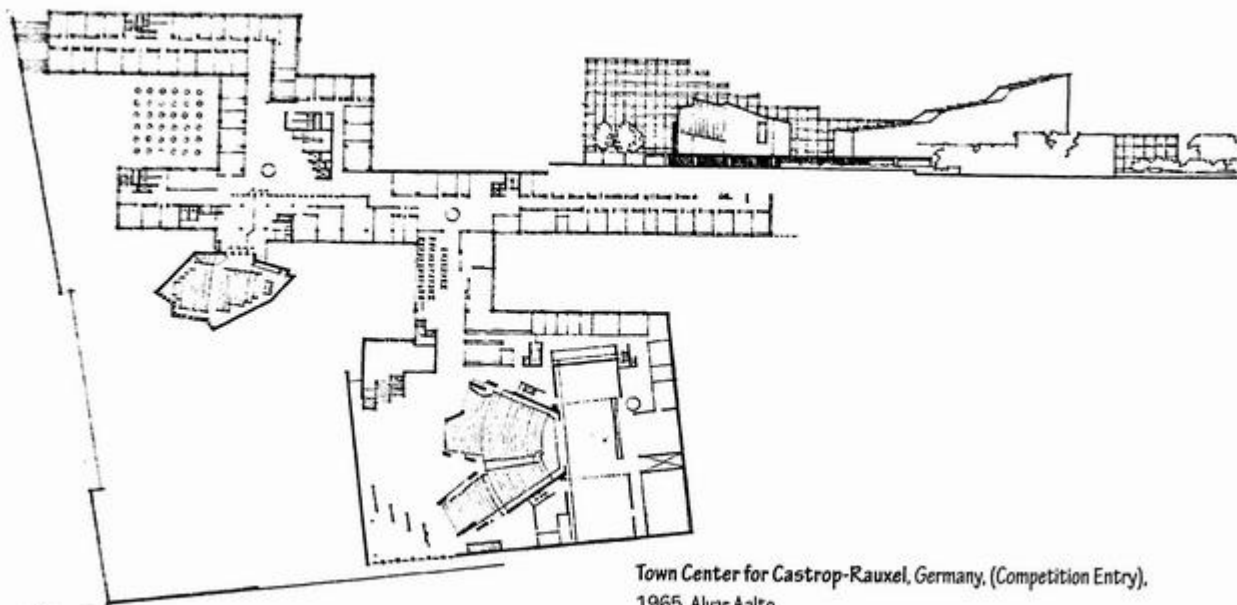 Town Center for Castrop-Rauxel, Germany, (Competition Entry),
1965, Alvar Aalto